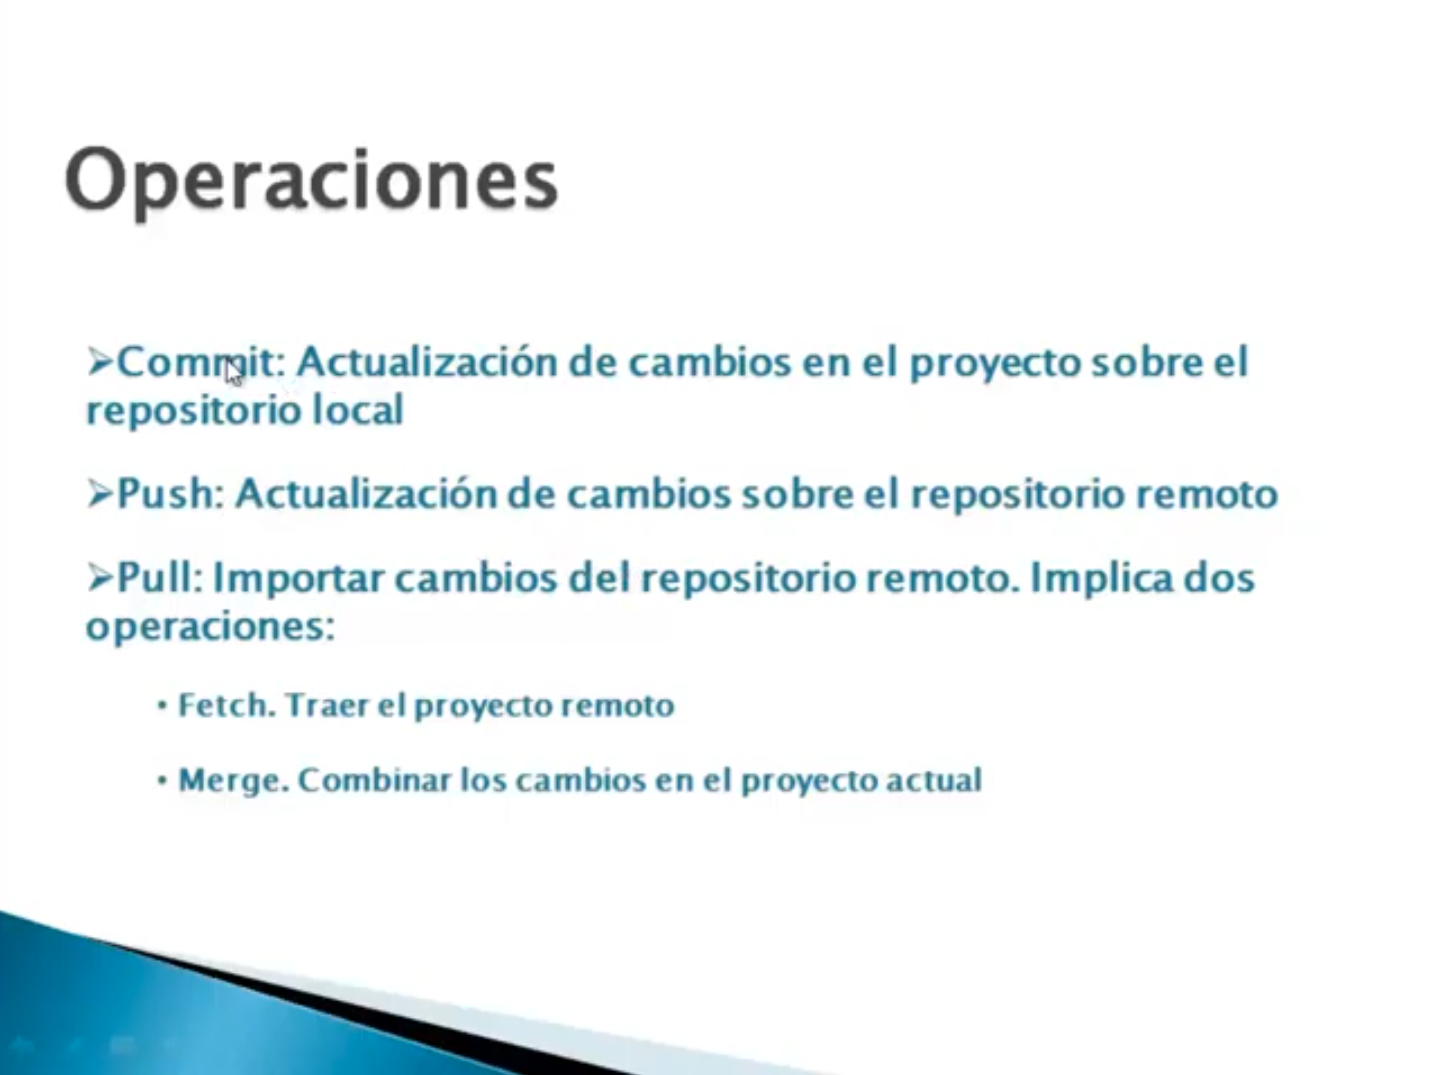 Operaciones
➢Commit: Actualización de cambios en el proyecto sobre el
repositorio local
➢Push: Actualización de cambios sobre el repositorio remoto
➢Pull: Importar cambios del repositorio remoto. Implica dos
operaciones:
• Fetch. Traer el proyecto remoto
• Merge. Combinar los cambios en el proyecto actual